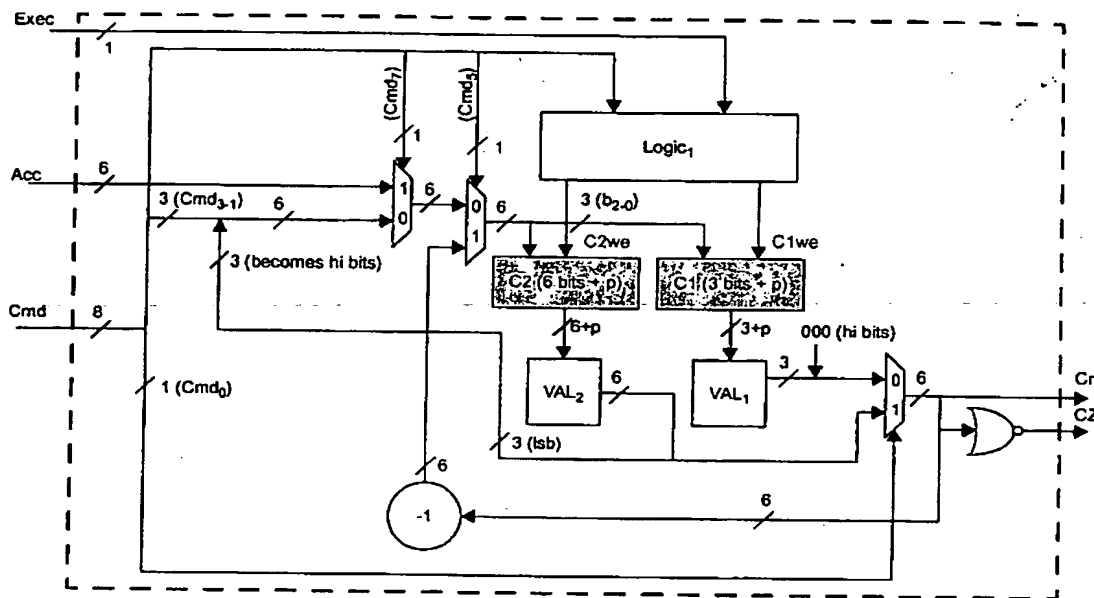 Exec
1
(Cmd₇)
(Cmd₅)
1
1
Logic₁
Acc
6
3 (Cmd₃₋₁)
6
1
0
6
0
1
6
3 (b₂₋₀)
C2we
C1we
3 (becomes hi bits)
C2 (6 bits + p)
C1 (3 bits + p)
Cmd
8
6+p
3+p
000 (hi bits)
1 (Cmd₀)
VAL₂
6
VAL₁
3
0
1
6
3 (lsb)
6
-1
6